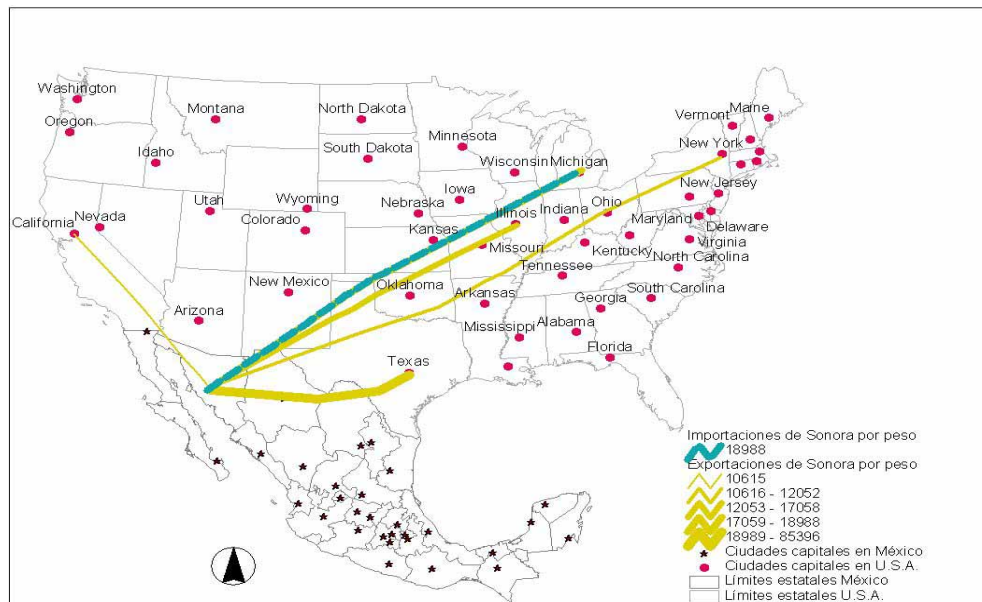 Washington
Montana
North Dakota
Vermont
Maine
Oregon
Minnesota
New York
Idaho
South Dakota
Wisconsin
Michigan
Utah
Wyoming
Nebraska
Iowa
New Jersey
California
Nevada
Colorado
Kansas
Illinois
Indiana
Ohio
Maryland
Delaware
Missouri
Kentucky
Virginia
North Carolina
New Mexico
Oklahoma
Tennessee
Arizona
Arkansas
Georgia
South Carolina
Mississippi
Alabama
Texas
Florida
Importaciones de Sonora por peso
18988
Exportaciones de Sonora por peso
10615
10616 - 12052
12053 - 17058
17059 - 18988
18989 - 85396
Ciudades capitales en México
Ciudades capitales en U.S.A.
Límites estatales México
Límites estatales U.S.A.